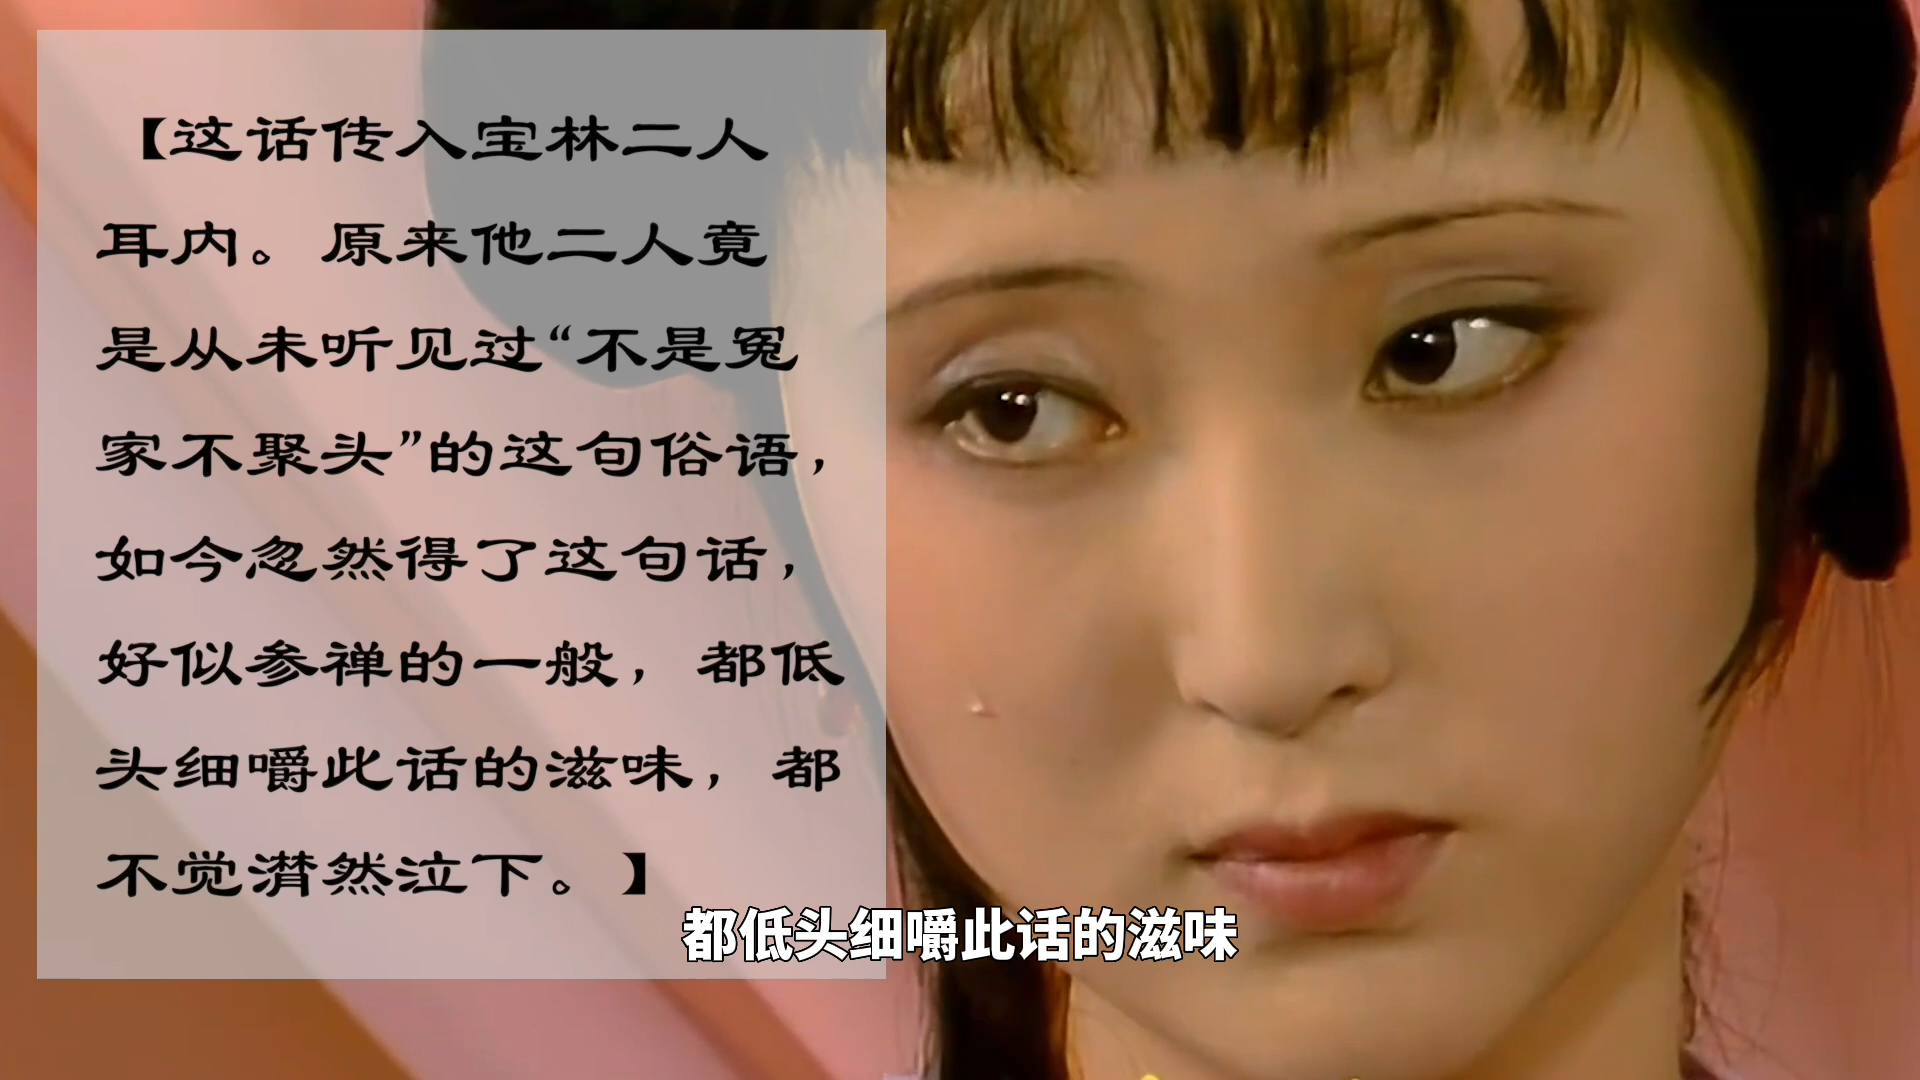 【这话传入宝林二人
耳内。原来他二人竟
是从未听见过“不是冤
家不聚头”的这句俗语，
如今忽然得了这句话，
好似参禅的一般，都低
头细嚼此话的滋味，都
不觉潸然泣下。】
都低头细嚼此话的滋味